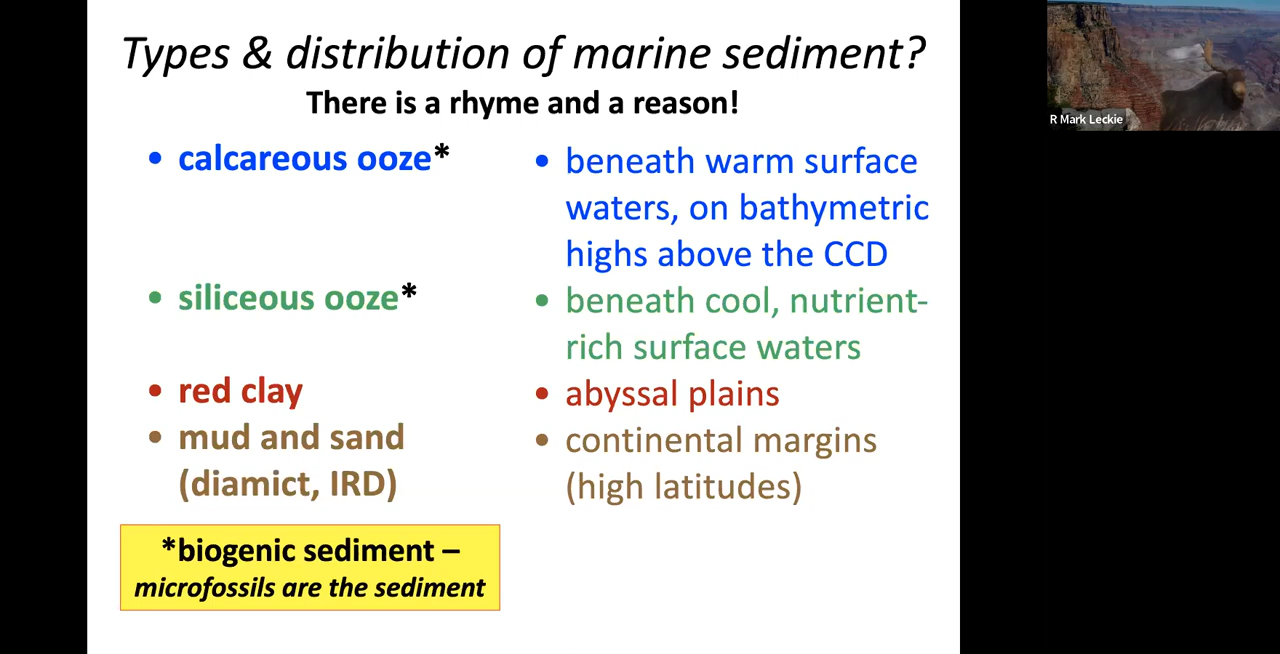 Types & distribution of marine sediment?
There is a rhyme and a reason!
• calcareous ooze*
• beneath warm surface
waters, on bathymetric
highs above the CCD
• siliceous ooze*
• beneath cool, nutrient-
rich surface waters
• red clay
• abyssal plains
• mud and sand
(diamict, IRD)
• continental margins
(high latitudes)
*biogenic sediment –
microfossils are the sediment
R Mark Leckie